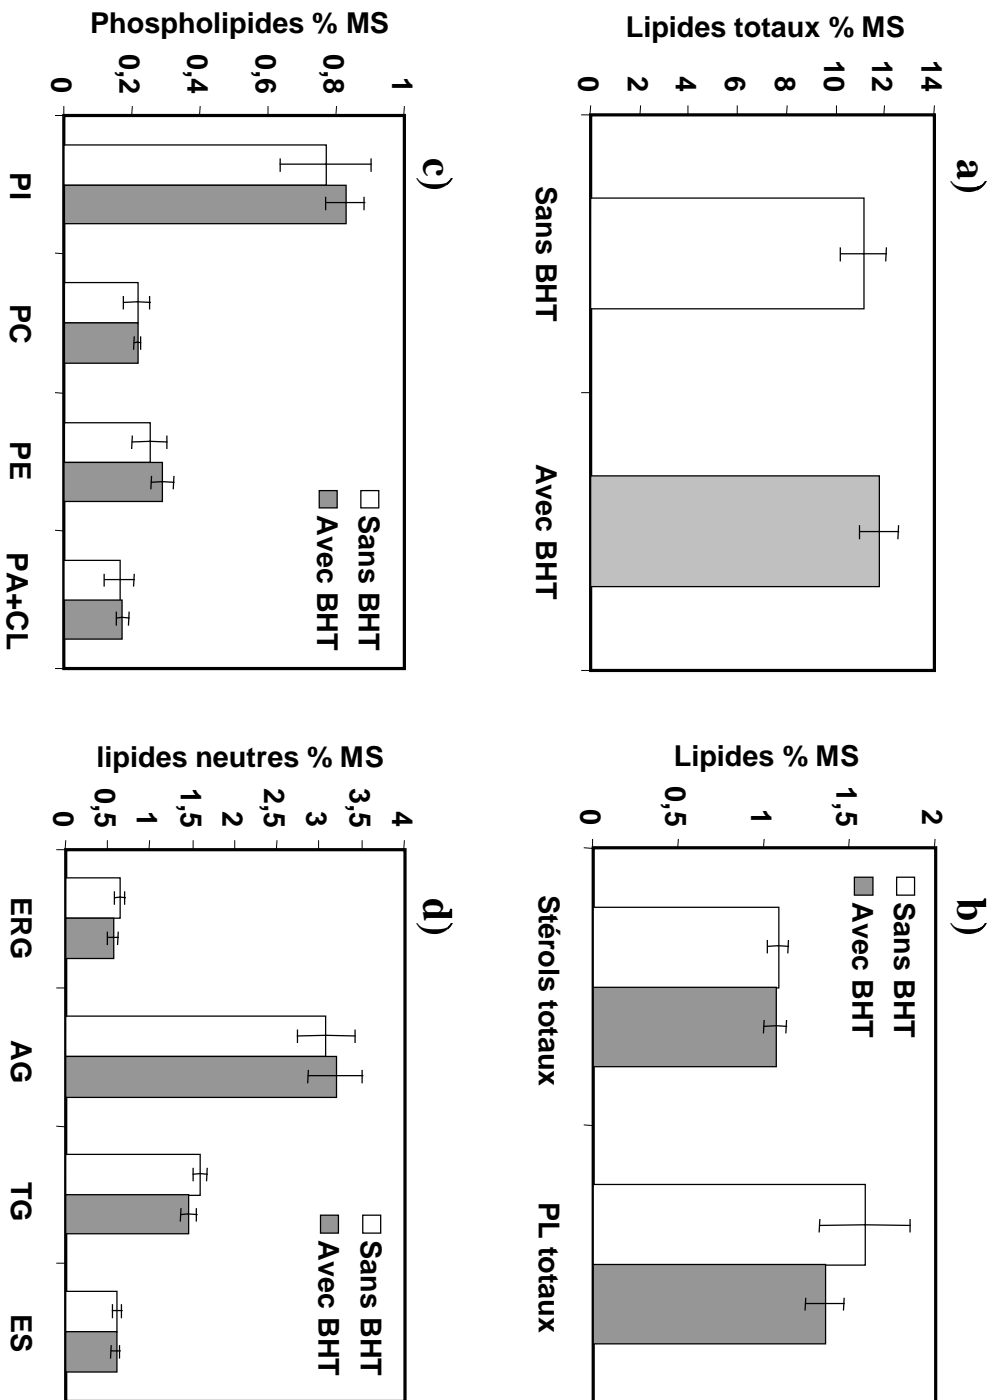 a)
Lipides totaux % MS
14
12
10
8
6
4
2
0
Sans BHT
Avec BHT
b)
Lipides % MS
2
1,5
1
0,5
0
Sans BHT
Avec BHT
Stérols totaux
PL totaux
c)
Phospholipides % MS
1
0,8
0,6
0,4
0,2
0
Sans BHT
Avec BHT
PI
PC
PE
PA+CL
d)
lipides neutres % MS
4
3,5
3
2,5
2
1,5
1
0,5
0
Sans BHT
Avec BHT
ERG
AG
TG
ES